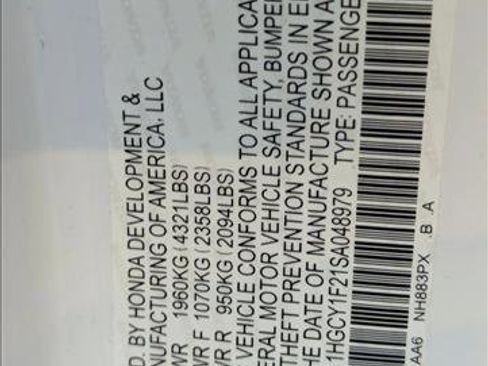 D. BY HONDA DEVELOPMENT &
NUFACTURING OF AMERICA, LLC
WR 1960KG (4321LBS)
WR F 1070KG (2358LBS)
WR R 950KG (2094LBS)
VEHICLE CONFORMS TO ALL APPLICA
ERAL MOTOR VEHICLE SAFETY, BUMPE
THEFT PREVENTION STANDARDS IN E
HE DATE OF MANUFACTURE SHOWN A
1HGCY1F21SA048979 TYPE: PASSENGE
AA6 NH883PX .B A